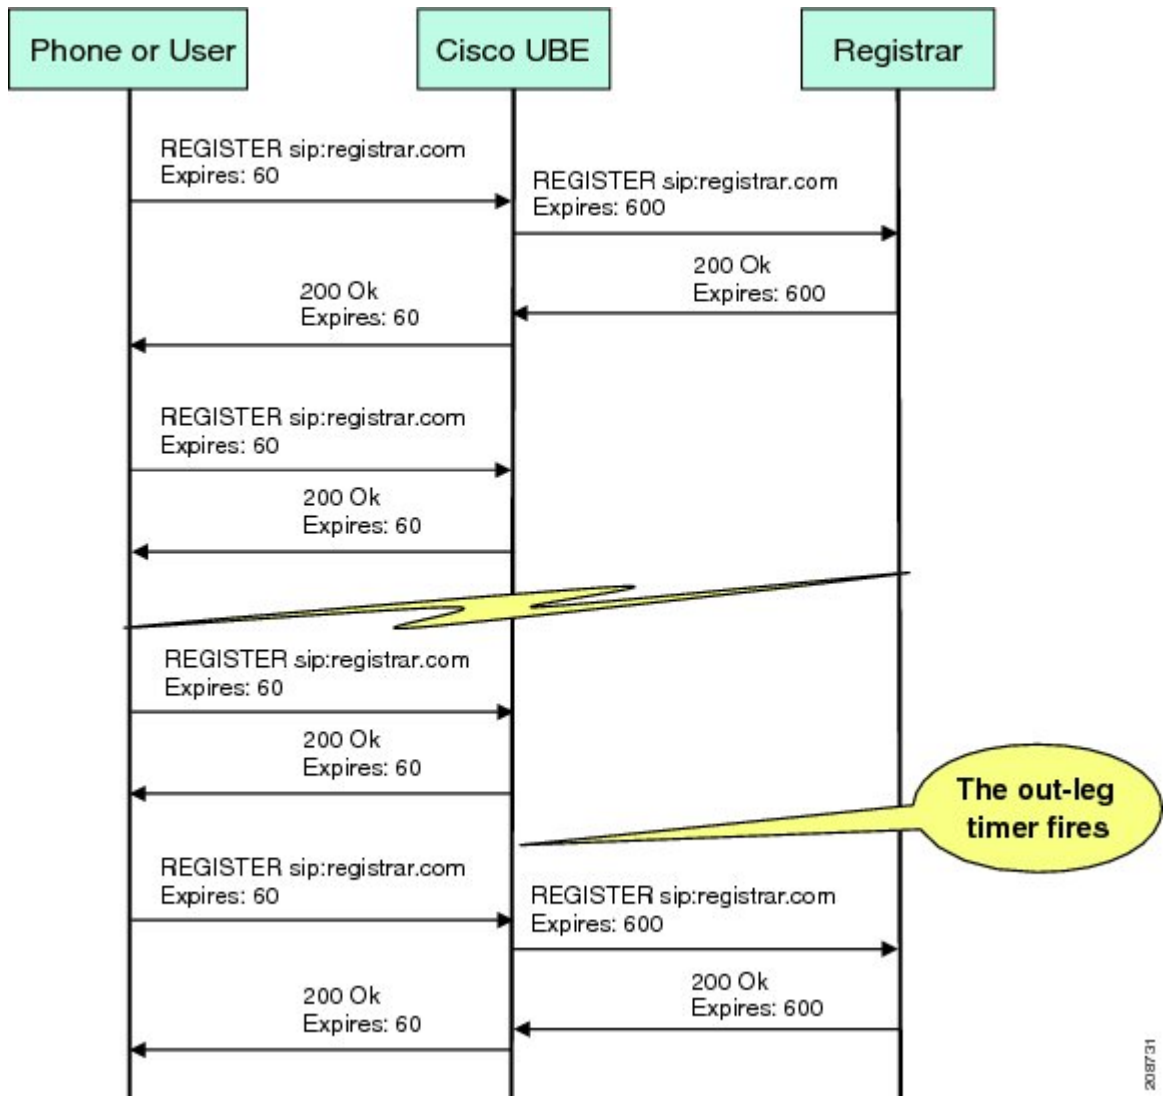 Phone or User
Cisco UBE
Registrar
REGISTER sip:registrar.com
Expires: 60
REGISTER sip:registrar.com
Expires: 600
200 Ok
Expires: 600
200 Ok
Expires: 60
REGISTER sip:registrar.com
Expires: 60
200 Ok
Expires: 60
REGISTER sip:registrar.com
Expires: 60
200 Ok
Expires: 60
The out-leg
timer fires
REGISTER sip:registrar.com
Expires: 60
REGISTER sip:registrar.com
Expires: 600
200 Ok
Expires: 600
200 Ok
Expires: 60
208731